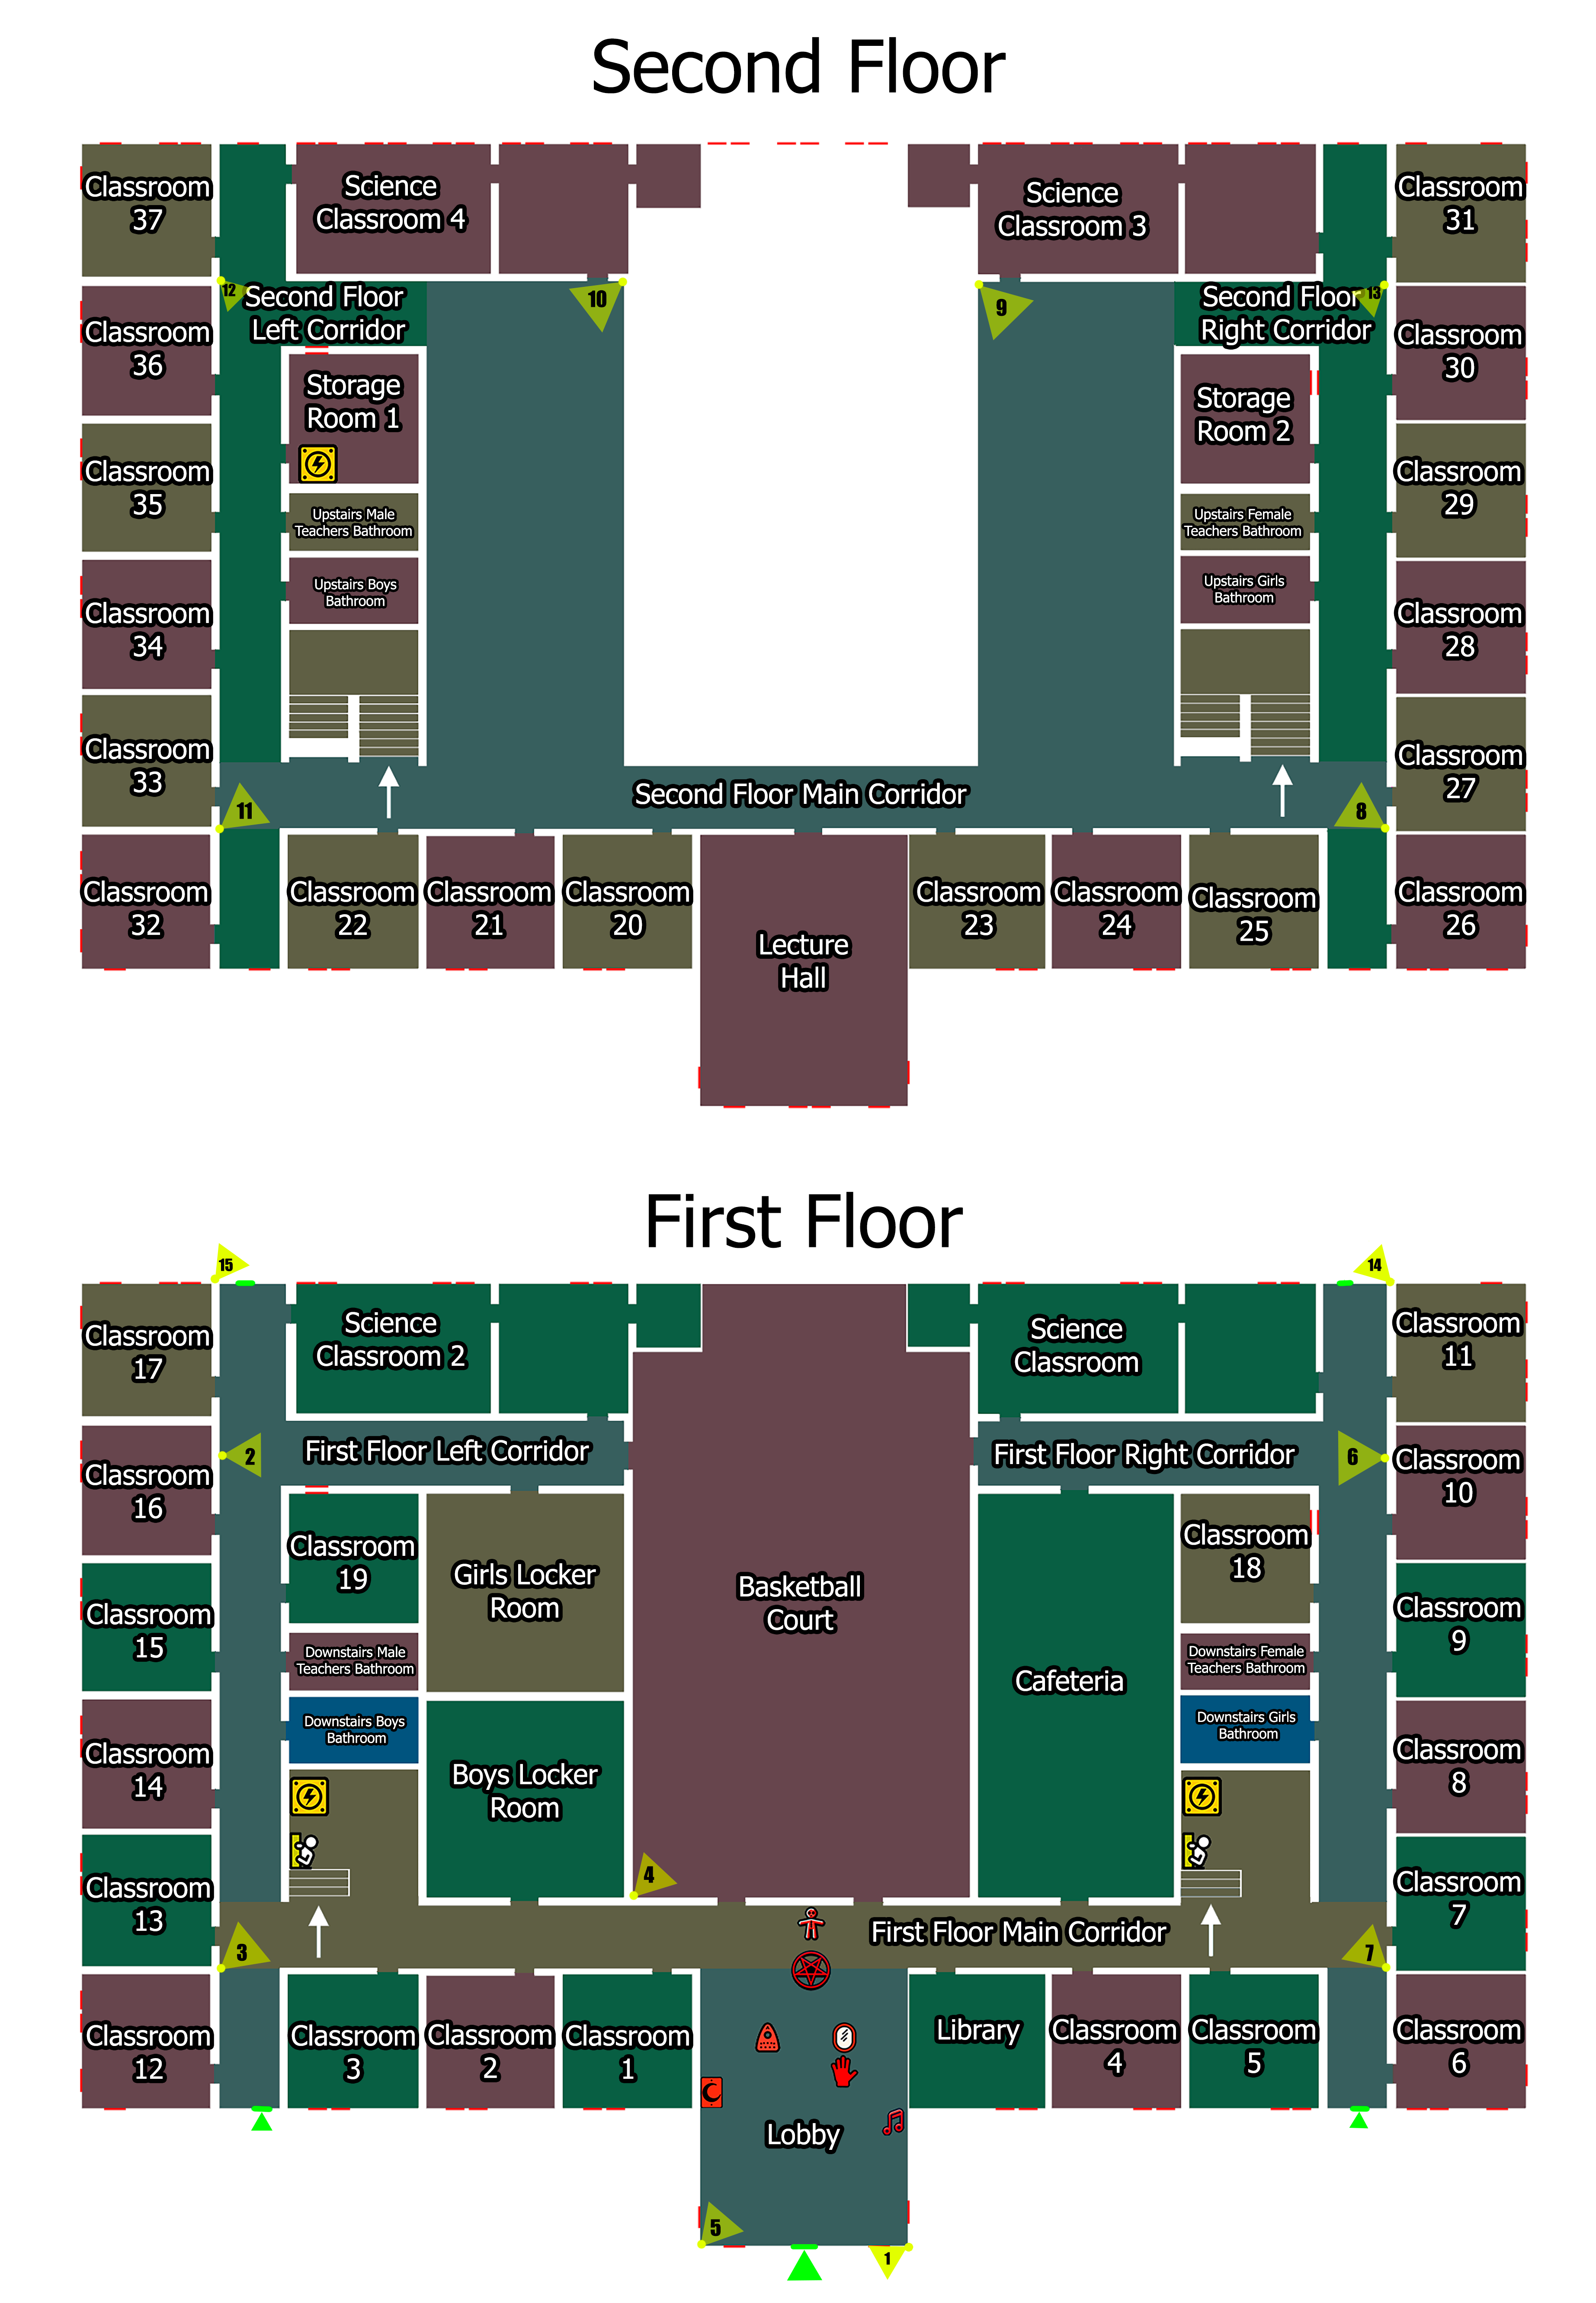 Second Floor
Classroom
37
Science
Classroom 4
Science
Classroom 3
Classroom
31
12
Second Floor
Left Corridor
10
9
Second Floor
Right Corridor
13
Classroom
36
Classroom
30
Storage
Room 1
Storage
Room 2
Classroom
35
Upstairs Male
Teachers Bathroom
Upstairs Female
Teachers Bathroom
Classroom
29
Classroom
34
Upstairs Boys
Bathroom
Upstairs Girls
Bathroom
Classroom
28
Classroom
33
11
Second Floor Main Corridor
8
Classroom
27
Classroom
32
Classroom
22
Classroom
21
Classroom
20
Lecture
Hall
Classroom
23
Classroom
24
Classroom
25
Classroom
26
First Floor
15
14
Classroom
17
Science
Classroom 2
Science
Classroom
Classroom
11
2
First Floor Left Corridor
First Floor Right Corridor
6
Classroom
16
Classroom
10
Classroom
19
Girls Locker
Room
Basketball
Court
Classroom
18
Classroom
15
Downstairs Male
Teachers Bathroom
Cafeteria
Downstairs Female
Teachers Bathroom
Classroom
9
Classroom
14
Downstairs Boys
Bathroom
Boys Locker
Room
Downstairs Girls
Bathroom
Classroom
8
Classroom
13
4
Classroom
7
3
First Floor Main Corridor
7
Classroom
12
Classroom
3
Classroom
2
Classroom
1
Library
Classroom
4
Classroom
5
Classroom
6
Lobby
5
1